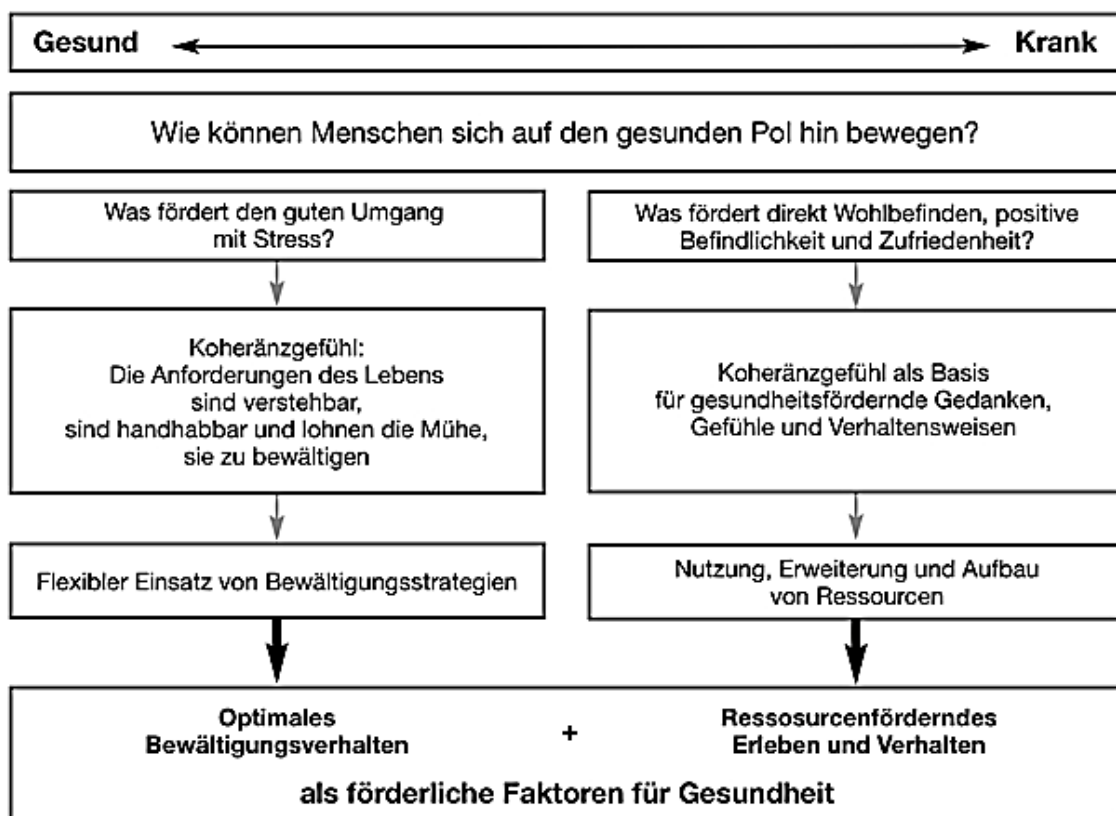 Gesund Krank
Wie können Menschen sich auf den gesunden Pol hin bewegen?
Was fördert den guten Umgang
mit Stress?
Was fördert direkt Wohlbefinden, positive
Befindlichkeit und Zufriedenheit?
Koheränzgefühl:
Die Anforderungen des Lebens
sind verstehbar,
sind handhabbar und lohnen die Mühe,
sie zu bewältigen
Koheränzgefühl als Basis
für gesundheitsfördernde Gedanken,
Gefühle und Verhaltensweisen
Flexibler Einsatz von Bewältigungsstrategien
Nutzung, Erweiterung und Aufbau
von Ressourcen
Optimales
Bewältigungsverhalten
+
Ressosurcenförderndes
Erleben und Verhalten
als förderliche Faktoren für Gesundheit